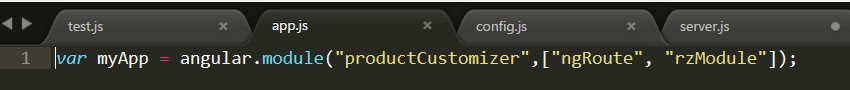 test.js app.js config.js server.js
1 var myApp = angular.module("productCustomizer",["ngRoute", "rzModule"]);